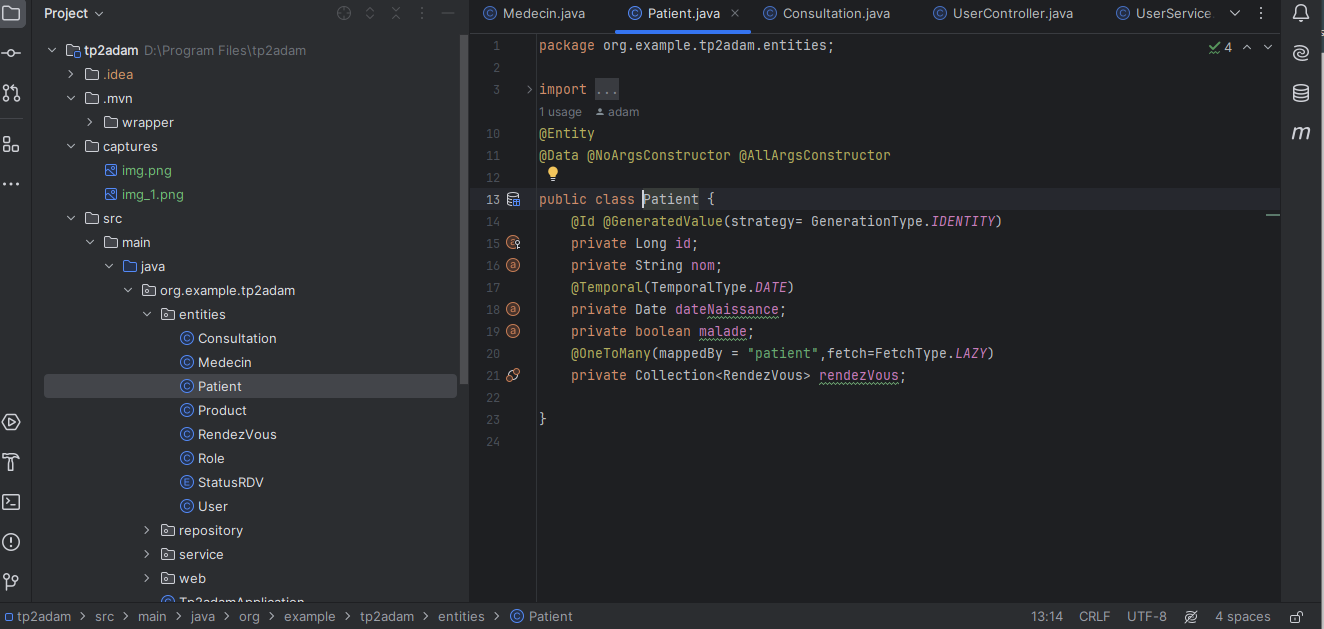 Project
tp2adam D:\Program Files\tp2adam
.idea
.mvn
wrapper
captures
img.png
img_1.png
src
main
java
org.example.tp2adam
entities
Consultation
Medecin
Patient
Product
RendezVous
Role
StatusRDV
User
repository
service
web
Tp2adamApplication
Medecin.java Patient.java Consultation.java UserController.java UserService
4
1 package org.example.tp2adam.entities;
2
3 import ...
1 usage adam
10 @Entity
11 @Data @NoArgsConstructor @AllArgsConstructor
12
13 public class Patient {
14 @Id @GeneratedValue(strategy= GenerationType.IDENTITY)
15 private Long id;
16 private String nom;
17 @Temporal(TemporalType.DATE)
18 private Date dateNaissance;
19 private boolean malade;
20 @OneToMany(mappedBy = "patient",fetch=FetchType.LAZY)
21 private Collection<RendezVous> rendezVous;
22
23 }
24
m
tp2adam > src > main > java > org > example > tp2adam > entities > Patient
13:14 CRLF UTF-8 4 spaces